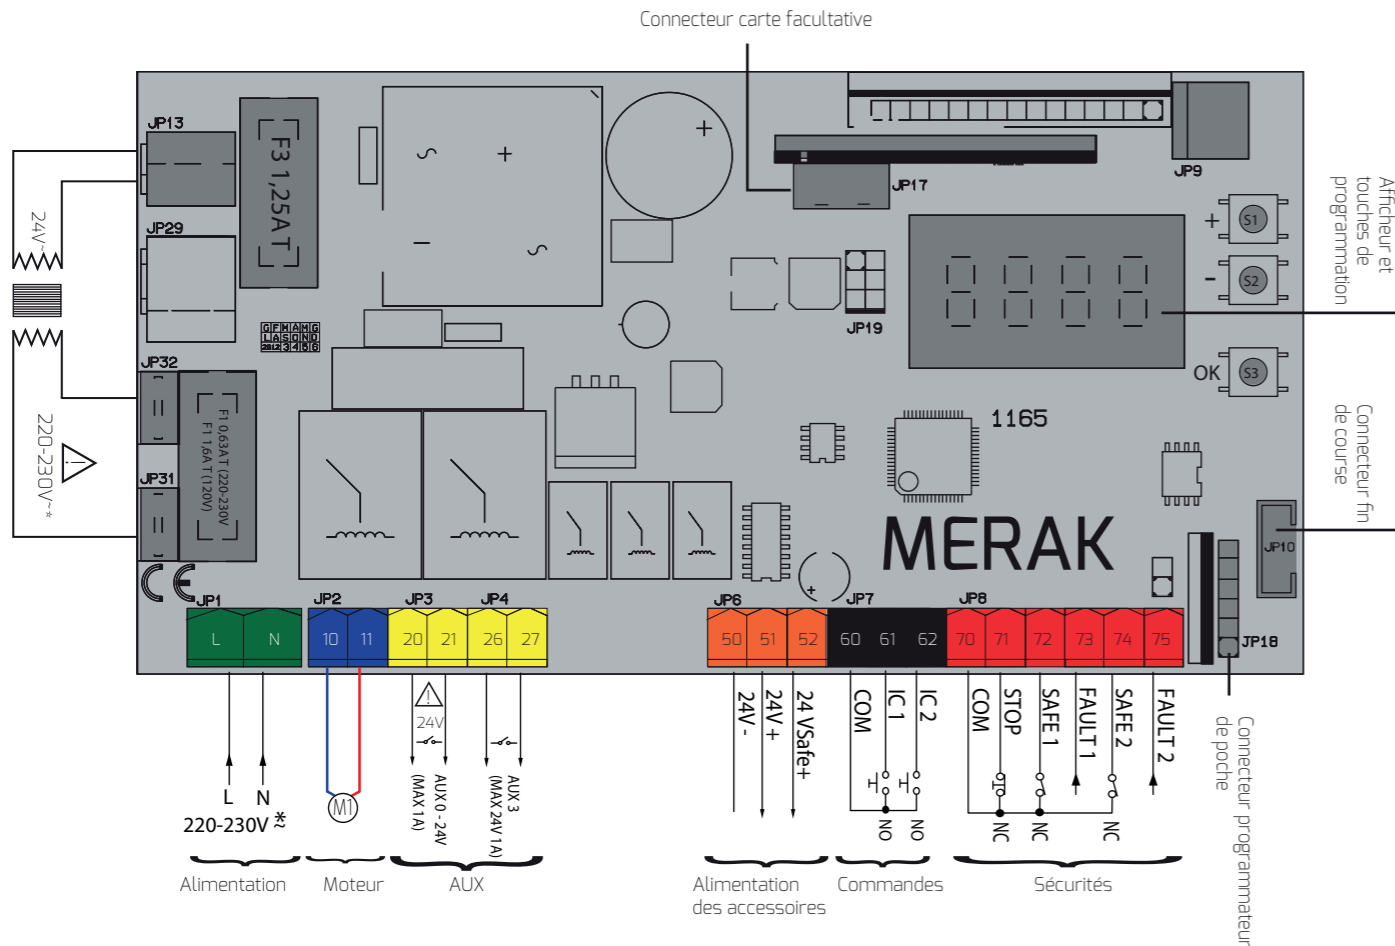 Connecteur carte facultative
JP13
F3 1,25A T
JP17
JP9
JP29
24V~
+
S1
-
S2
Afficheur et
touches de
programmation
JP19
GFMAMG
LASOND
JP32
OK
S3
220-230V~*
F1 0,63A T (220-230V
F1 1,6A T (120V)
1165
JP31
Connecteur fin
de course
MERAK
JP10
CE
JP1
JP2
JP3
JP4
JP6
JP7
JP8
JP18
L
N
10
11
20
21
26
27
50
51
52
60
61
62
70
71
72
73
74
75
L
N
220-230V ~*
M1
24V
AUX 0 - 24V
(MAX 1A)
AUX 3
(MAX 24V 1A)
24V -
24V +
24 VSafe+
COM
IC 1
IC 2
NO
NO
COM
STOP
SAFE 1
FAULT 1
SAFE 2
FAULT 2
NC
NC
NC
Connecteur programmateur
de poche
Alimentation
Moteur
AUX
Alimentation
des accessoires
Commandes
Sécurités